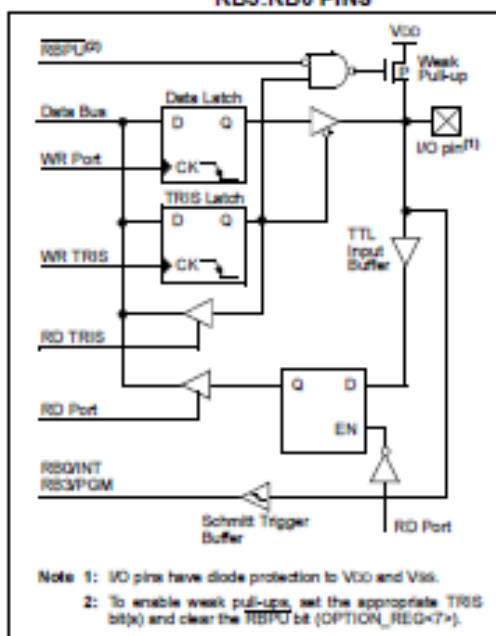 RB3:RB0 PINS
VDD
RBPU(2)
Weak
P Pull-up
Data Latch
Data Bus
D Q
I/O pin(1)
WR Port
CK
TRIS Latch
D Q
TTL
Input
Buffer
WR TRIS
CK
RD TRIS
Q D
RD Port
EN
RB0/INT
RB3/PGM
Schmitt Trigger
Buffer
RD Port
Note 1: I/O pins have diode protection to VDD and VSS.
2: To enable weak pull-ups, set the appropriate TRIS
bit(s) and clear the RBPU bit (OPTION_REG<7>).